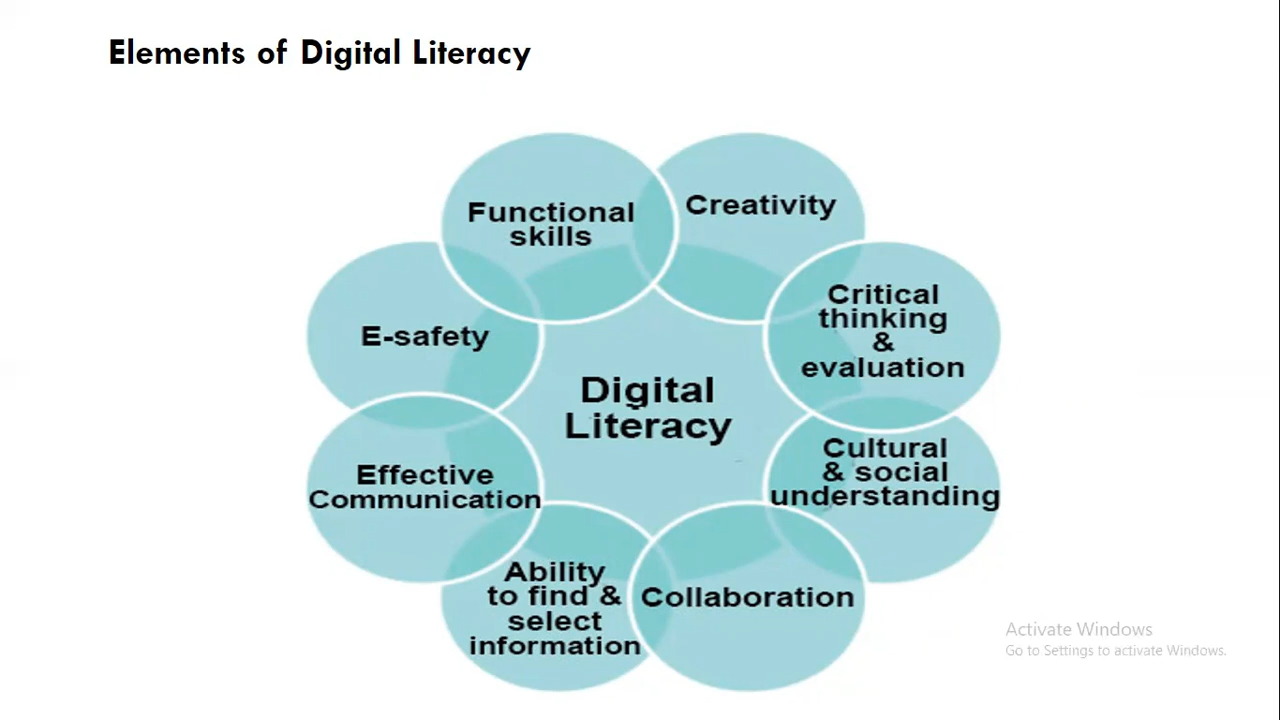 Elements of Digital Literacy
Functional
skills
Creativity
Critical
thinking
&
evaluation
E-safety
Digital
Literacy
Cultural
& social
understanding
Effective
Communication
Ability
to find &
select
information
Collaboration
Activate Windows
Go to Settings to activate Windows.